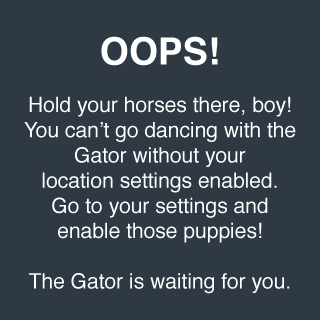 OOPS!
Hold your horses there, boy!
You can’t go dancing with the
Gator without your
location settings enabled.
Go to your settings and
enable those puppies!
The Gator is waiting for you.